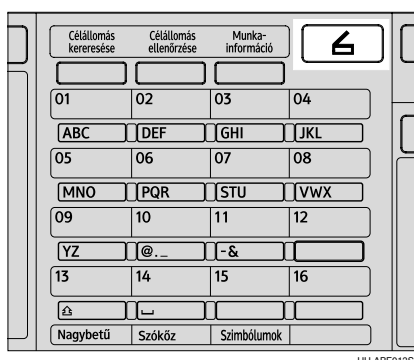 Célállomás kereresése
Célállomás ellenőrzése
Munka-információ
01 02 03 04
ABC DEF GHI JKL
05 06 07 08
MNO PQR STU VWX
09 10 11 12
YZ @._ -&
13 14 15 16
Nagybetű Szóköz Szimbólumok